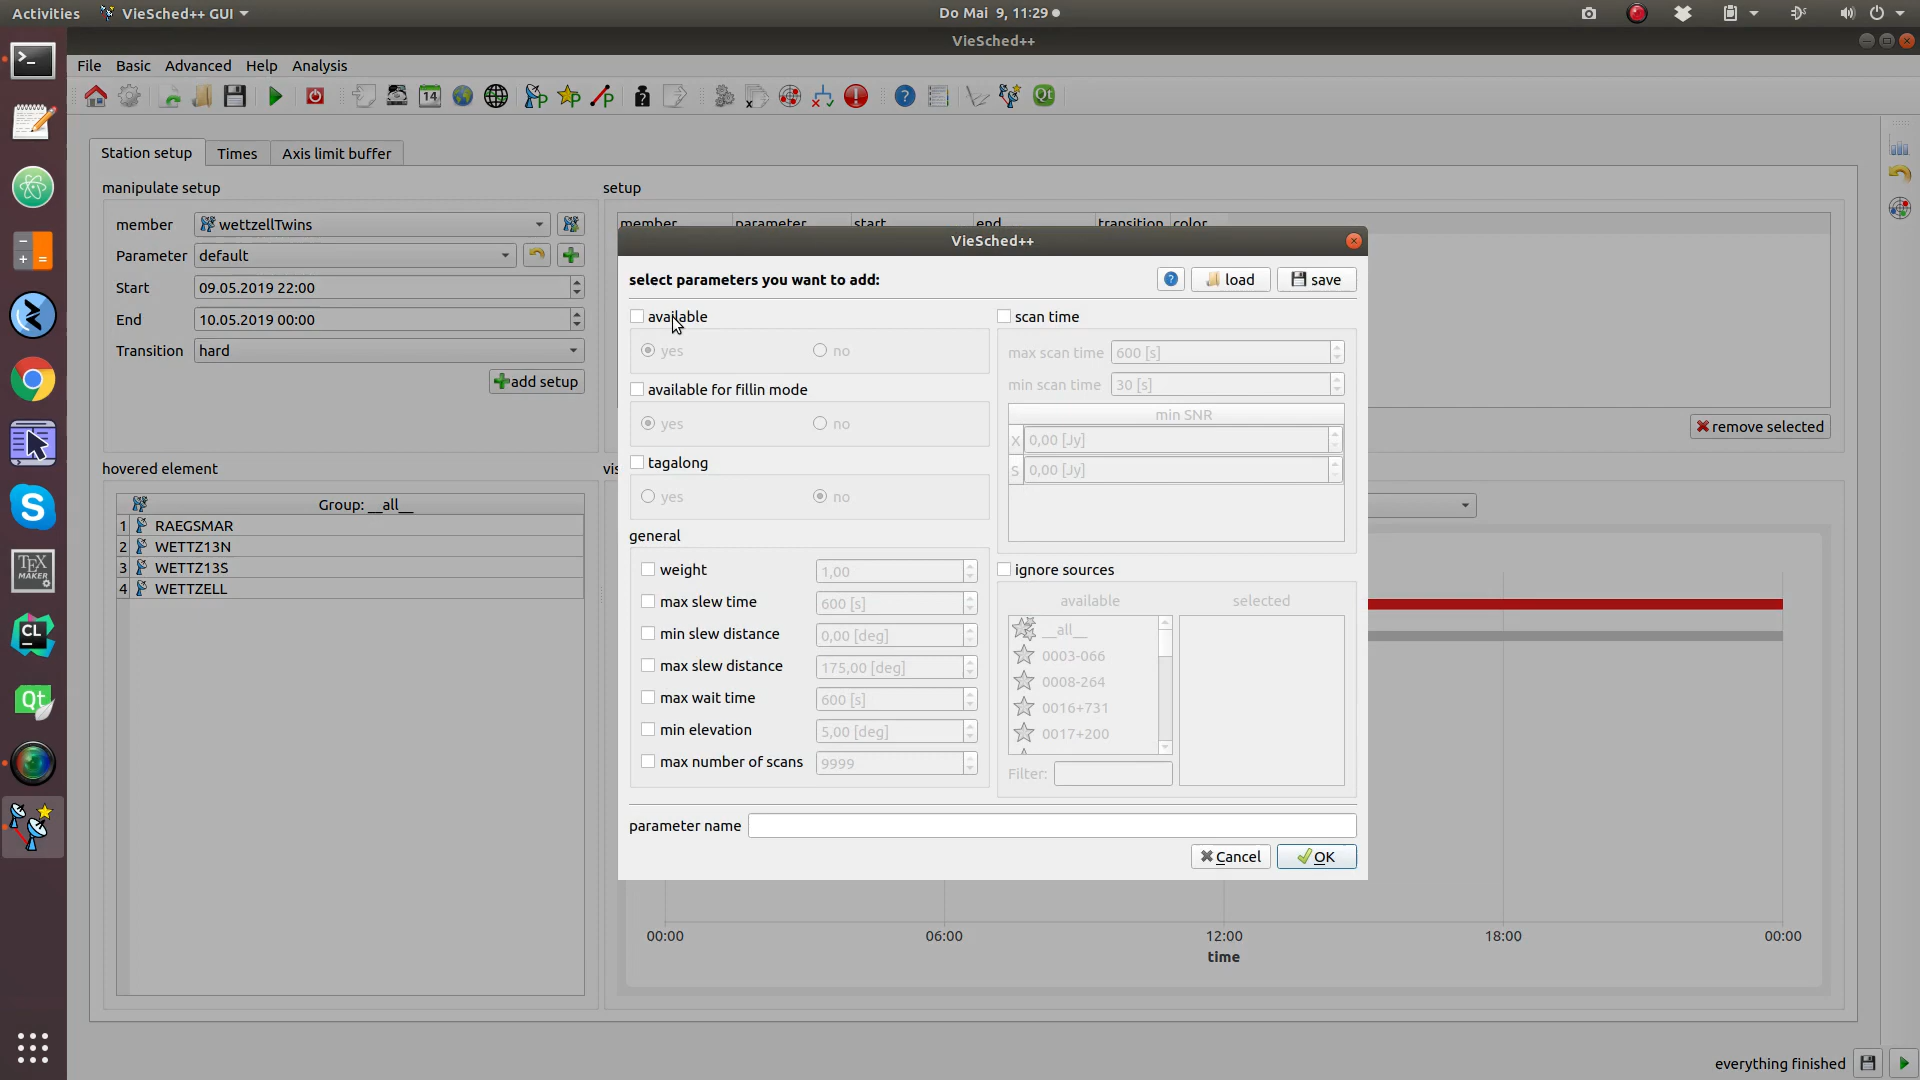 Activities
VieSched++ GUI
Do Mai 9, 11:29
VieSched++
File Basic Advanced Help Analysis
14
Qt
Station setup Times Axis limit buffer
manipulate setup
setup
member wettzellTwins
member parameter start end transition color
Parameter default
Start 09.05.2019 22:00
End 10.05.2019 00:00
Transition hard
add setup
remove selected
hovered element
vis
Group: __all__
1 RAEGSMAR
2 WETTZ13N
3 WETTZ13S
4 WETTZELL
VieSched++
select parameters you want to add:
load
save
available
yes no
available for fillin mode
yes no
tagalong
yes no
general
weight 1,00
max slew time 600 [s]
min slew distance 0,00 [deg]
max slew distance 175,00 [deg]
max wait time 600 [s]
min elevation 5,00 [deg]
max number of scans 9999
scan time
max scan time 600 [s]
min scan time 30 [s]
min SNR
X 0,00 [Jy]
S 0,00 [Jy]
ignore sources
available selected
__all__
0003-066
0008-264
0016+731
0017+200
Filter:
parameter name
Cancel
OK
00:00 06:00 12:00 18:00 00:00
time
everything finished
TEX
MAKER
CL
Qt